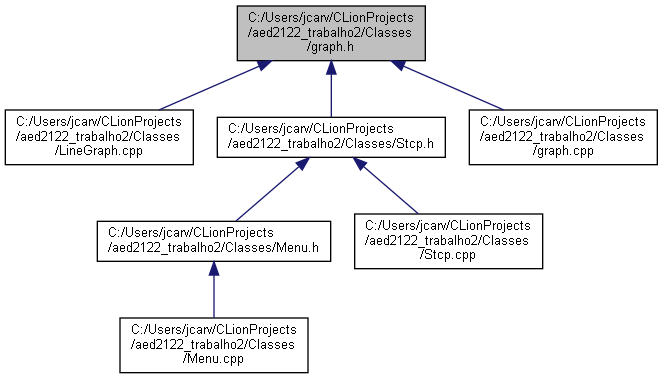 C:/Users/jcarv/CLionProjects
/aed2122_trabalho2/Classes
/graph.h
C:/Users/jcarv/CLionProjects
/aed2122_trabalho2/Classes
/LineGraph.cpp
C:/Users/jcarv/CLionProjects
/aed2122_trabalho2/Classes/Stcp.h
C:/Users/jcarv/CLionProjects
/aed2122_trabalho2/Classes
/graph.cpp
C:/Users/jcarv/CLionProjects
/aed2122_trabalho2/Classes/Menu.h
C:/Users/jcarv/CLionProjects
/aed2122_trabalho2/Classes
/Stcp.cpp
C:/Users/jcarv/CLionProjects
/aed2122_trabalho2/Classes
/Menu.cpp